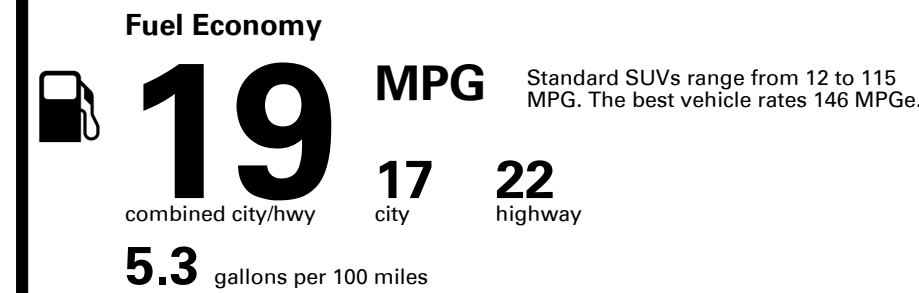 Fuel Economy
19
MPG
Standard SUVs range from 12 to 115
MPG. The best vehicle rates 146 MPGe.
17
22
combined city/hwy
city
highway
5.3 gallons per 100 miles